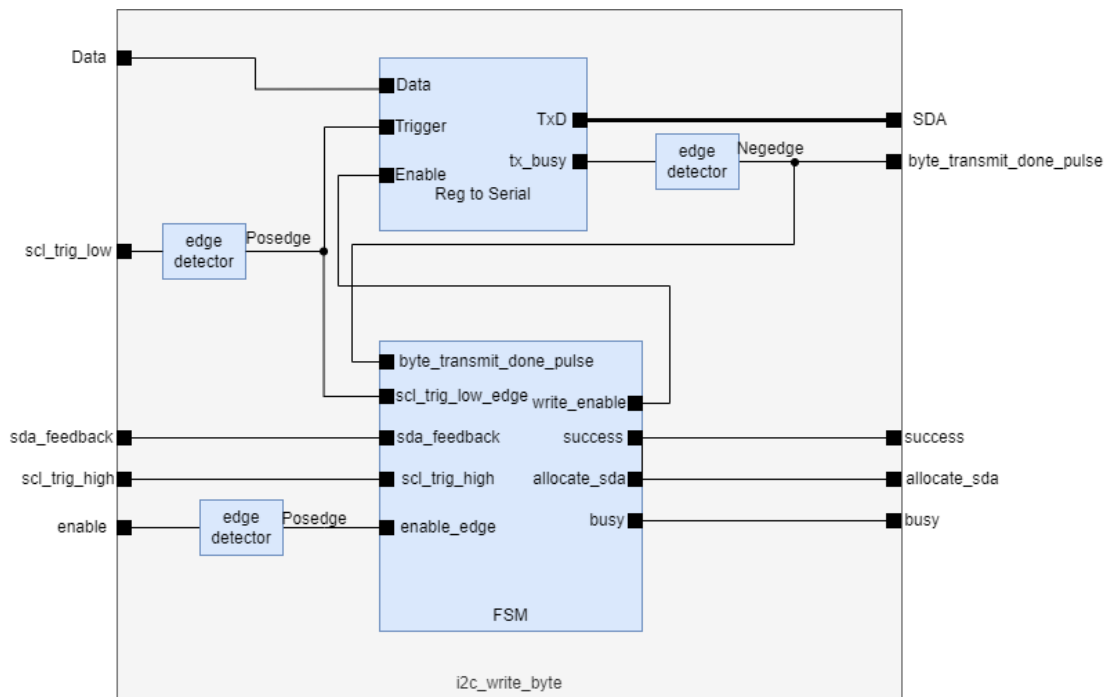 Data
Data
Trigger
TxD
SDA
tx_busy
edge
detector
Negedge
byte_transmit_done_pulse
Enable
Reg to Serial
scl_trig_low
edge
detector
Posedge
byte_transmit_done_pulse
scl_trig_low_edge
write_enable
sda_feedback
sda_feedback
success
success
scl_trig_high
scl_trig_high
allocate_sda
allocate_sda
enable
edge
detector
Posedge
enable_edge
busy
busy
FSM
i2c_write_byte